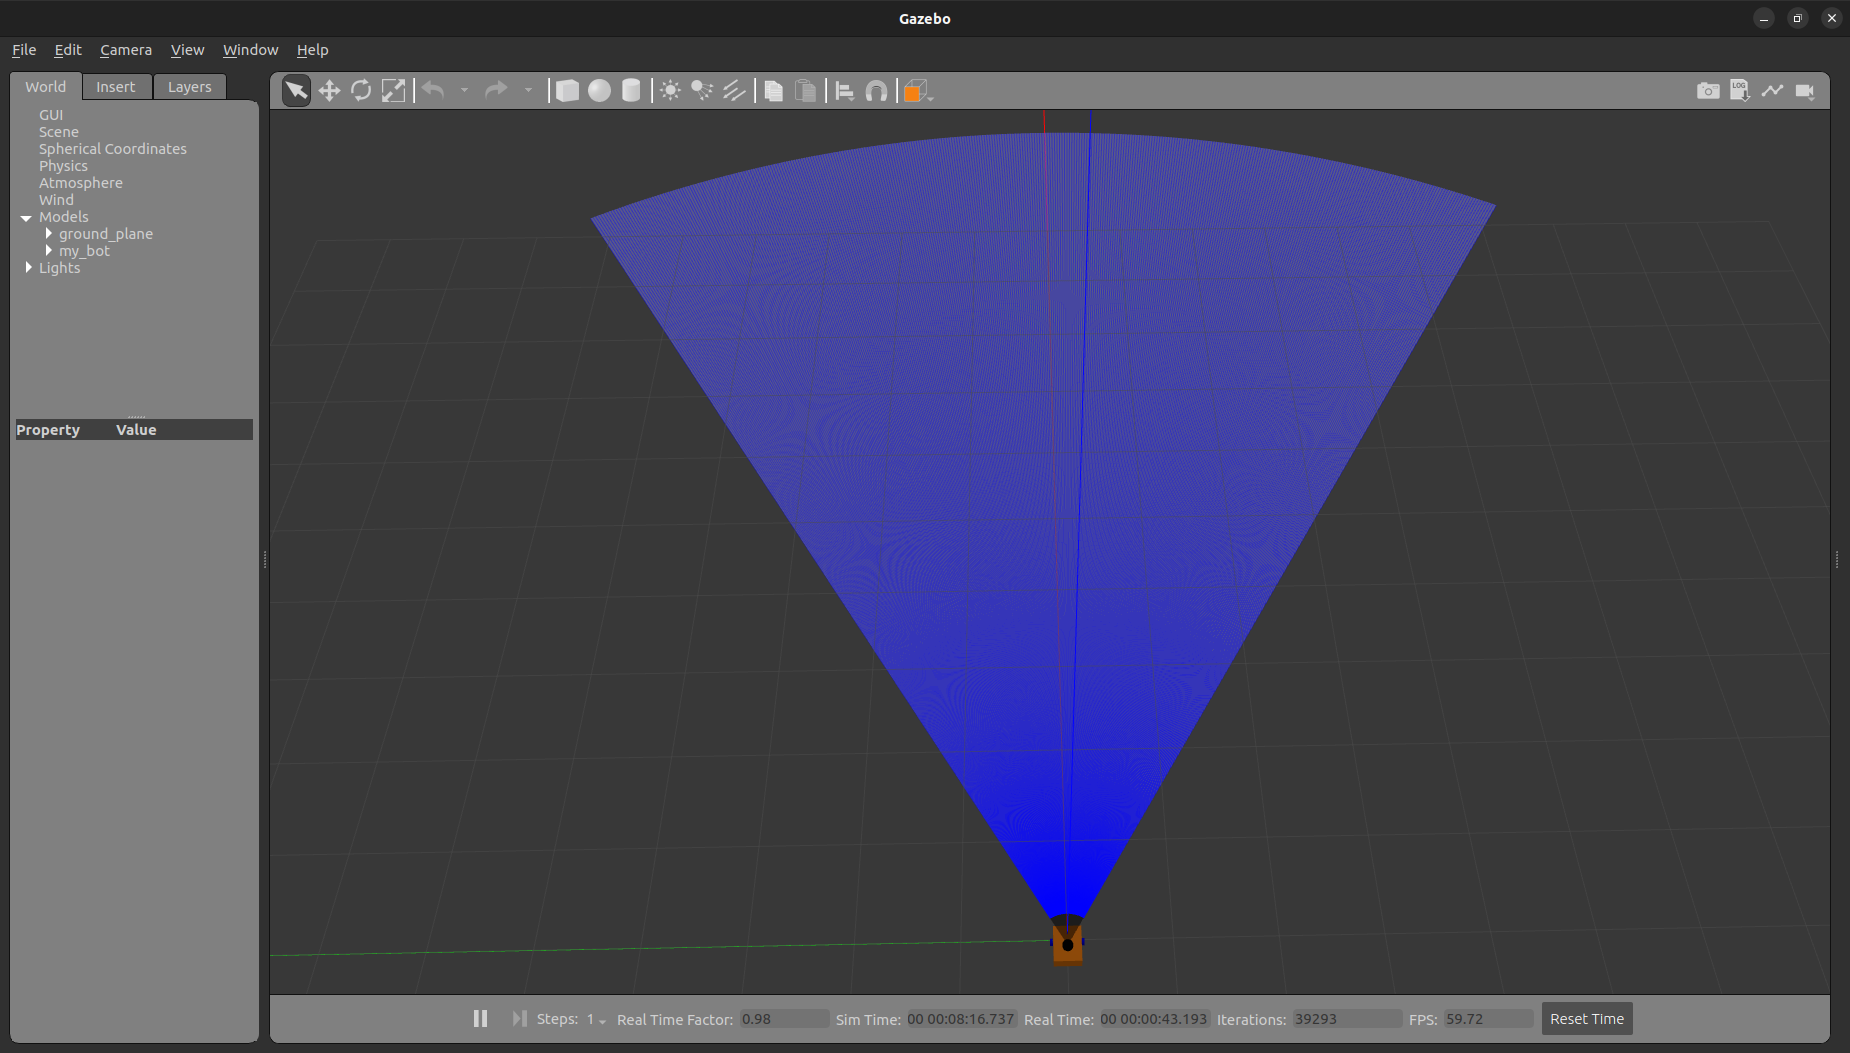 Gazebo
File Edit Camera View Window Help
World Insert Layers
GUI
Scene
Spherical Coordinates
Physics
Atmosphere
Wind
Models
ground_plane
my_bot
Lights
Property Value
LOG
Steps: 1 Real Time Factor: 0.98 Sim Time: 00 00:08:16.737 Real Time: 00 00:00:43.193 Iterations: 39293 FPS: 59.72 Reset Time